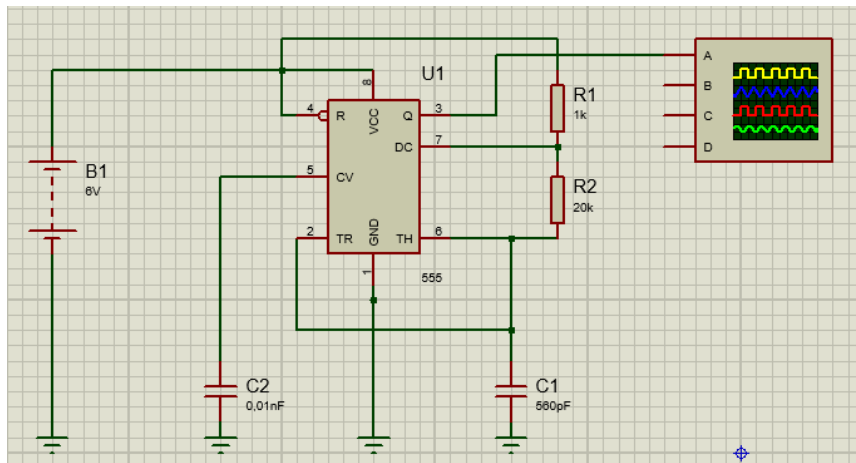 U1
8
4
R
VCC
Q
3
DC
7
5
CV
2
TR
GND
TH
6
1
555
B1
6V
R1
1k
R2
20k
C2
0,01nF
C1
560pF
A
B
C
D